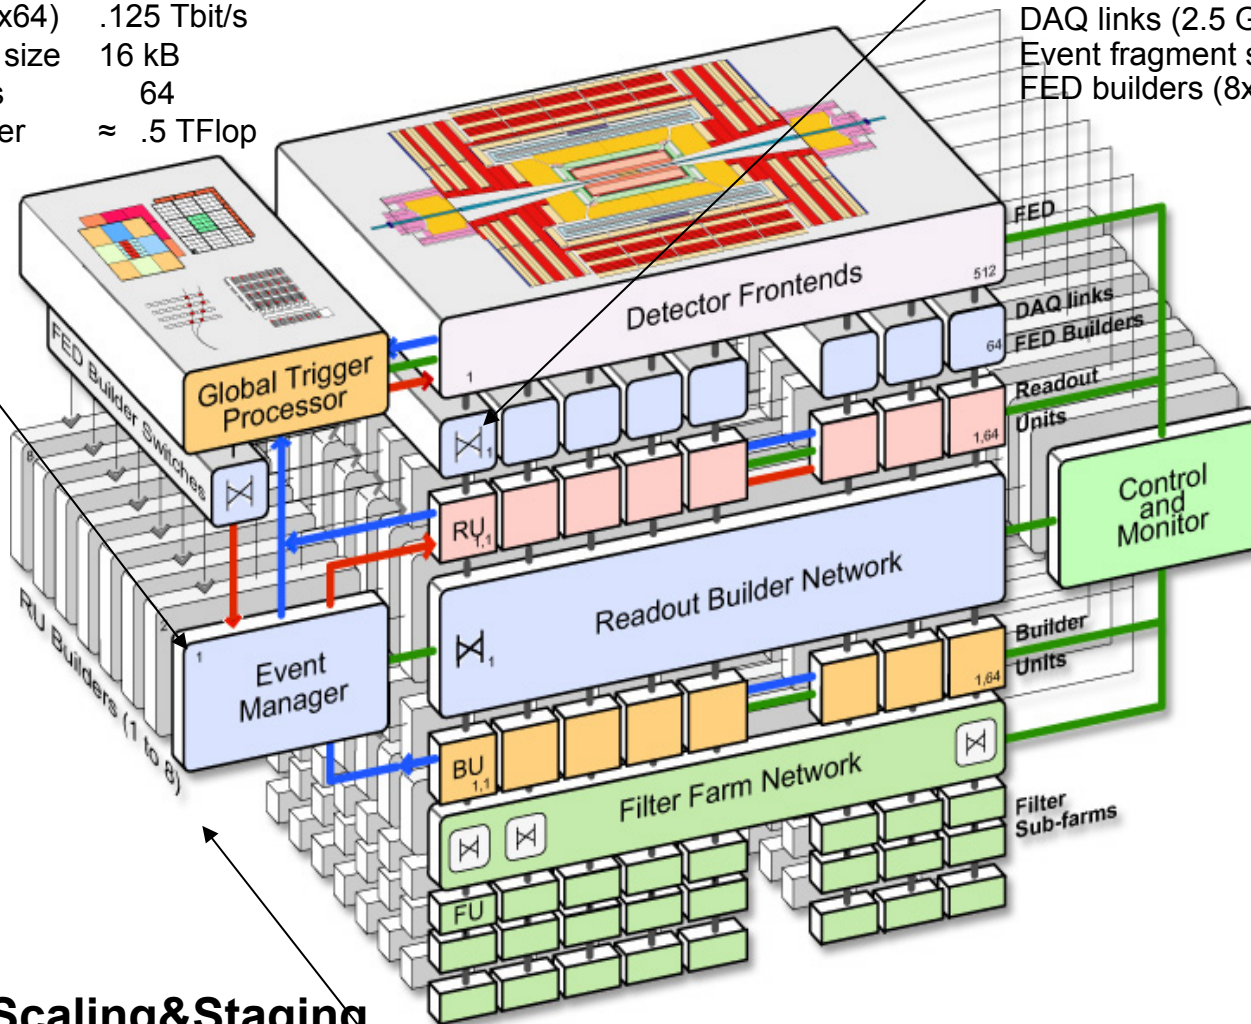 x64) .125 Tbit/s
size 16 kB
s 64
er ≈ .5 TFlop
DAQ links (2.5 G
Event fragment s
FED builders (8x
FED
512
Detector Frontends
1
DAQ links
FED Builders
64
FED Builder Switches
Global Trigger
Processor
1
Readout
Units
1,64
Control
and
Monitor
RU
1,1
Readout Builder Network
1
RU Builders (1 to 8)
1
Event
Manager
Builder
Units
1,64
BU
1,1
Filter Farm Network
Filter
Sub-farms
FU
Scaling&Staging